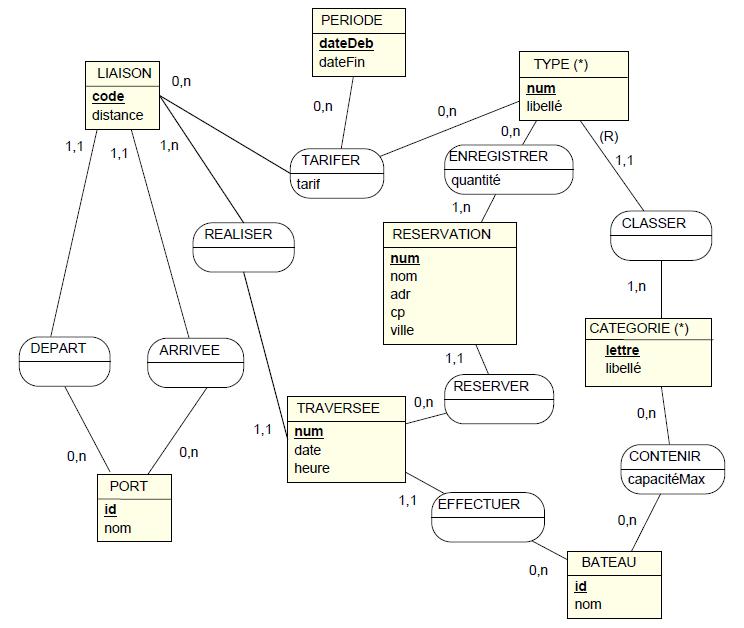 PERIODE
dateDeb
dateFin
LIAISON
code
distance
0,n
TYPE (*)
num
libellé
0,n
0,n
0,n
(R)
1,1
1,1
1,1
1,n
TARIFER
tarif
ENREGISTRER
quantité
1,n
REALISER
RESERVATION
num
nom
adr
cp
ville
CLASSER
1,n
DEPART
ARRIVEE
CATEGORIE (*)
lettre
libellé
1,1
RESERVER
0,n
TRAVERSEE
num
date
heure
1,1
0,n
0,n
0,n
CONTENIR
capacitéMax
PORT
id
nom
1,1
EFFECTUER
0,n
0,n
BATEAU
id
nom